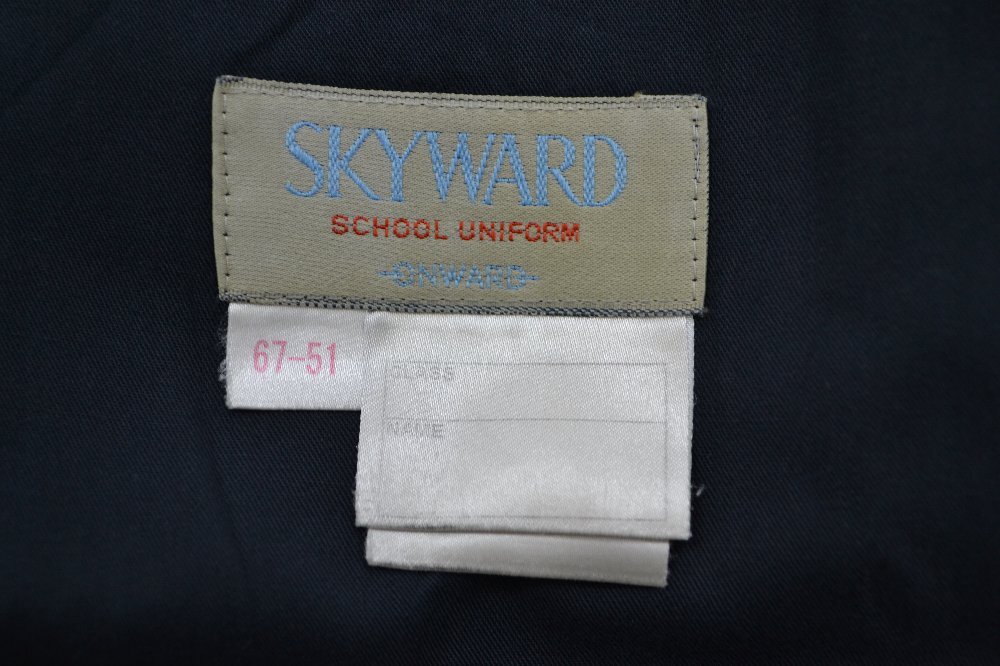 SKYWARD
SCHOOL UNIFORM
ONWARD
67-51
CLASS
NAME